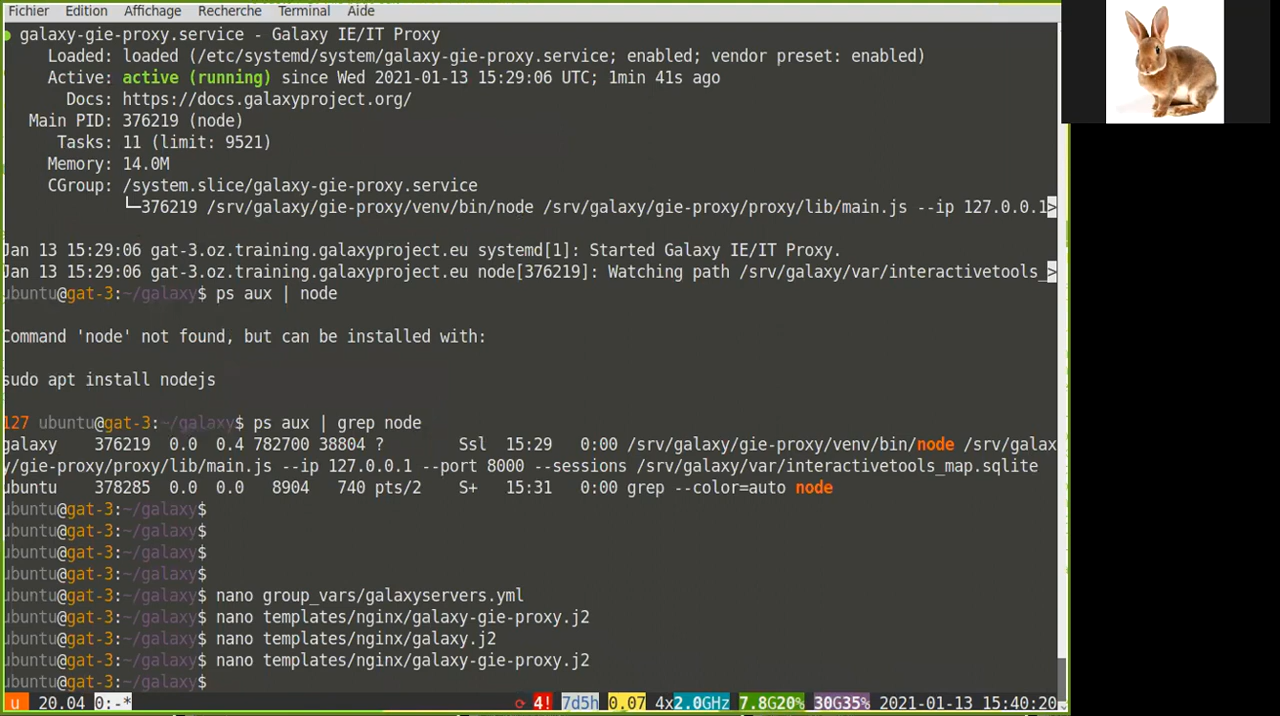 Fichier Edition Affichage Recherche Terminal Aide
● galaxy-gie-proxy.service - Galaxy IE/IT Proxy
Loaded: loaded (/etc/systemd/system/galaxy-gie-proxy.service; enabled; vendor preset: enabled)
Active: active (running) since Wed 2021-01-13 15:29:06 UTC; 1min 41s ago
Docs: https://docs.galaxyproject.org/
Main PID: 376219 (node)
Tasks: 11 (limit: 9521)
Memory: 14.0M
CGroup: /system.slice/galaxy-gie-proxy.service
└─376219 /srv/galaxy/gie-proxy/venv/bin/node /srv/galaxy/gie-proxy/proxy/lib/main.js --ip 127.0.0.1>
Jan 13 15:29:06 gat-3.oz.training.galaxyproject.eu systemd[1]: Started Galaxy IE/IT Proxy.
Jan 13 15:29:06 gat-3.oz.training.galaxyproject.eu node[376219]: Watching path /srv/galaxy/var/interactivetools_>
ubuntu@gat-3:~/galaxy$ ps aux | node
Command 'node' not found, but can be installed with:
sudo apt install nodejs
127 ubuntu@gat-3:~/galaxy$ ps aux | grep node
galaxy 376219 0.0 0.4 782700 38804 ? Ssl 15:29 0:00 /srv/galaxy/gie-proxy/venv/bin/node /srv/galax
y/gie-proxy/proxy/lib/main.js --ip 127.0.0.1 --port 8000 --sessions /srv/galaxy/var/interactivetools_map.sqlite
ubuntu 378285 0.0 0.0 8904 740 pts/2 S+ 15:31 0:00 grep --color=auto node
ubuntu@gat-3:~/galaxy$
ubuntu@gat-3:~/galaxy$
ubuntu@gat-3:~/galaxy$
ubuntu@gat-3:~/galaxy$
ubuntu@gat-3:~/galaxy$ nano group_vars/galaxyservers.yml
ubuntu@gat-3:~/galaxy$ nano templates/nginx/galaxy-gie-proxy.j2
ubuntu@gat-3:~/galaxy$ nano templates/nginx/galaxy.j2
ubuntu@gat-3:~/galaxy$ nano templates/nginx/galaxy-gie-proxy.j2
ubuntu@gat-3:~/galaxy$
u 20.04 0:-* 4! 7d5h 0.07 4x2.0GHz 7.8G20% 30G35% 2021-01-13 15:40:20